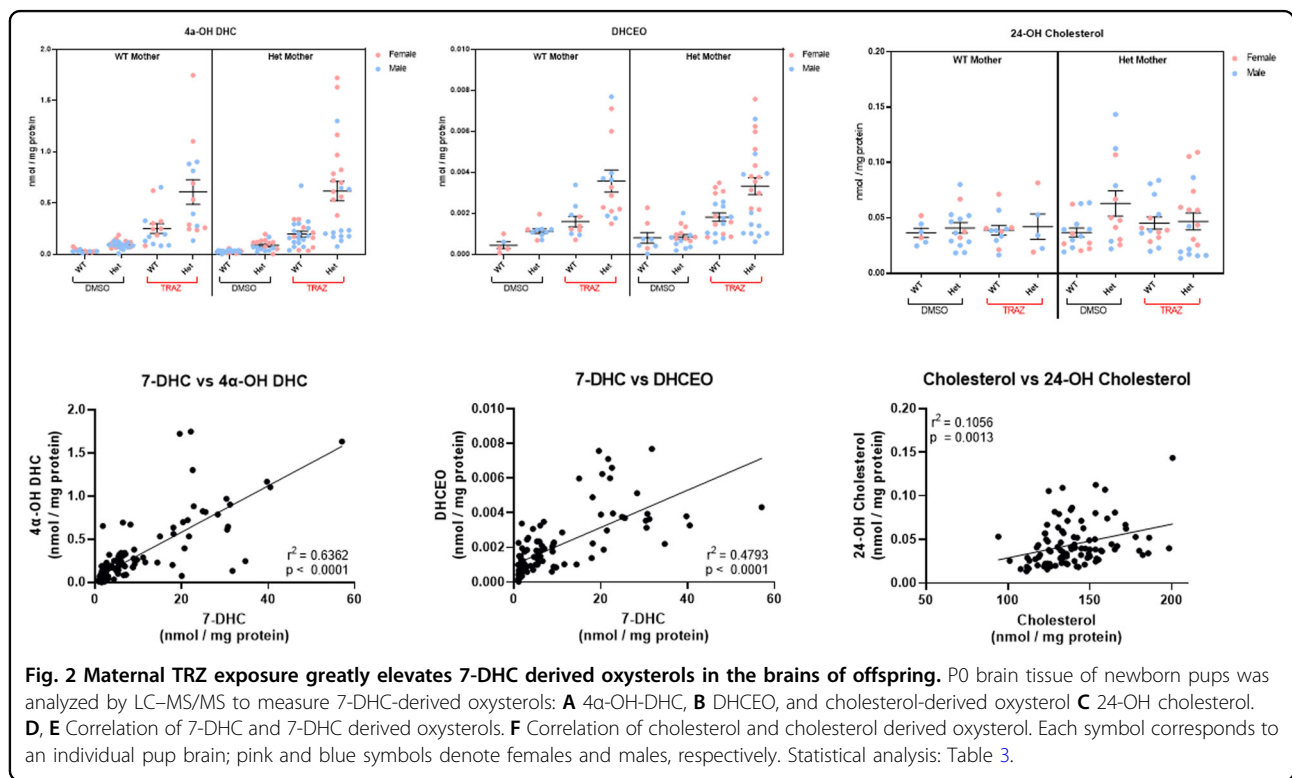 4a-OH DHC
WT Mother
Het Mother
Female
Male
nmol / mg protein
2.0
1.5
1.0
0.5
0.0
WT
Het
WT
Het
WT
Het
WT
Het
DMSO
TRAZ
DMSO
TRAZ
DHCEO
WT Mother
Het Mother
Female
Male
nmol / mg protein
0.010
0.008
0.006
0.004
0.002
0.000
WT
Het
WT
Het
WT
Het
WT
Het
DMSO
TRAZ
DMSO
TRAZ
24-OH Cholesterol
WT Mother
Het Mother
Female
Male
nmol / mg protein
0.20
0.15
0.10
0.05
0.00
WT
Het
WT
Het
WT
Het
WT
Het
DMSO
TRAZ
DMSO
TRAZ
7-DHC vs 4α-OH DHC
4α-OH DHC
(nmol / mg protein)
2.0
1.5
1.0
0.5
0.0
r² = 0.6362
p < 0.0001
0
20
40
60
7-DHC
(nmol / mg protein)
7-DHC vs DHCEO
DHCEO
(nmol / mg protein)
0.010
0.008
0.006
0.004
0.002
0.000
r² = 0.4793
p < 0.0001
0
20
40
60
7-DHC
(nmol / mg protein)
Cholesterol vs 24-OH Cholesterol
24-OH Cholesterol
(nmol / mg protein)
0.20
0.15
0.10
0.05
0.00
r² = 0.1056
p = 0.0013
50
100
150
200
Cholesterol
(nmol / mg protein)
Fig. 2 Maternal TRZ exposure greatly elevates 7-DHC derived oxysterols in the brains of offspring. P0 brain tissue of newborn pups was
analyzed by LC–MS/MS to measure 7-DHC-derived oxysterols: A 4α-OH-DHC, B DHCEO, and cholesterol-derived oxysterol C 24-OH cholesterol.
D, E Correlation of 7-DHC and 7-DHC derived oxysterols. F Correlation of cholesterol and cholesterol derived oxysterol. Each symbol corresponds to
an individual pup brain; pink and blue symbols denote females and males, respectively. Statistical analysis: Table 3.